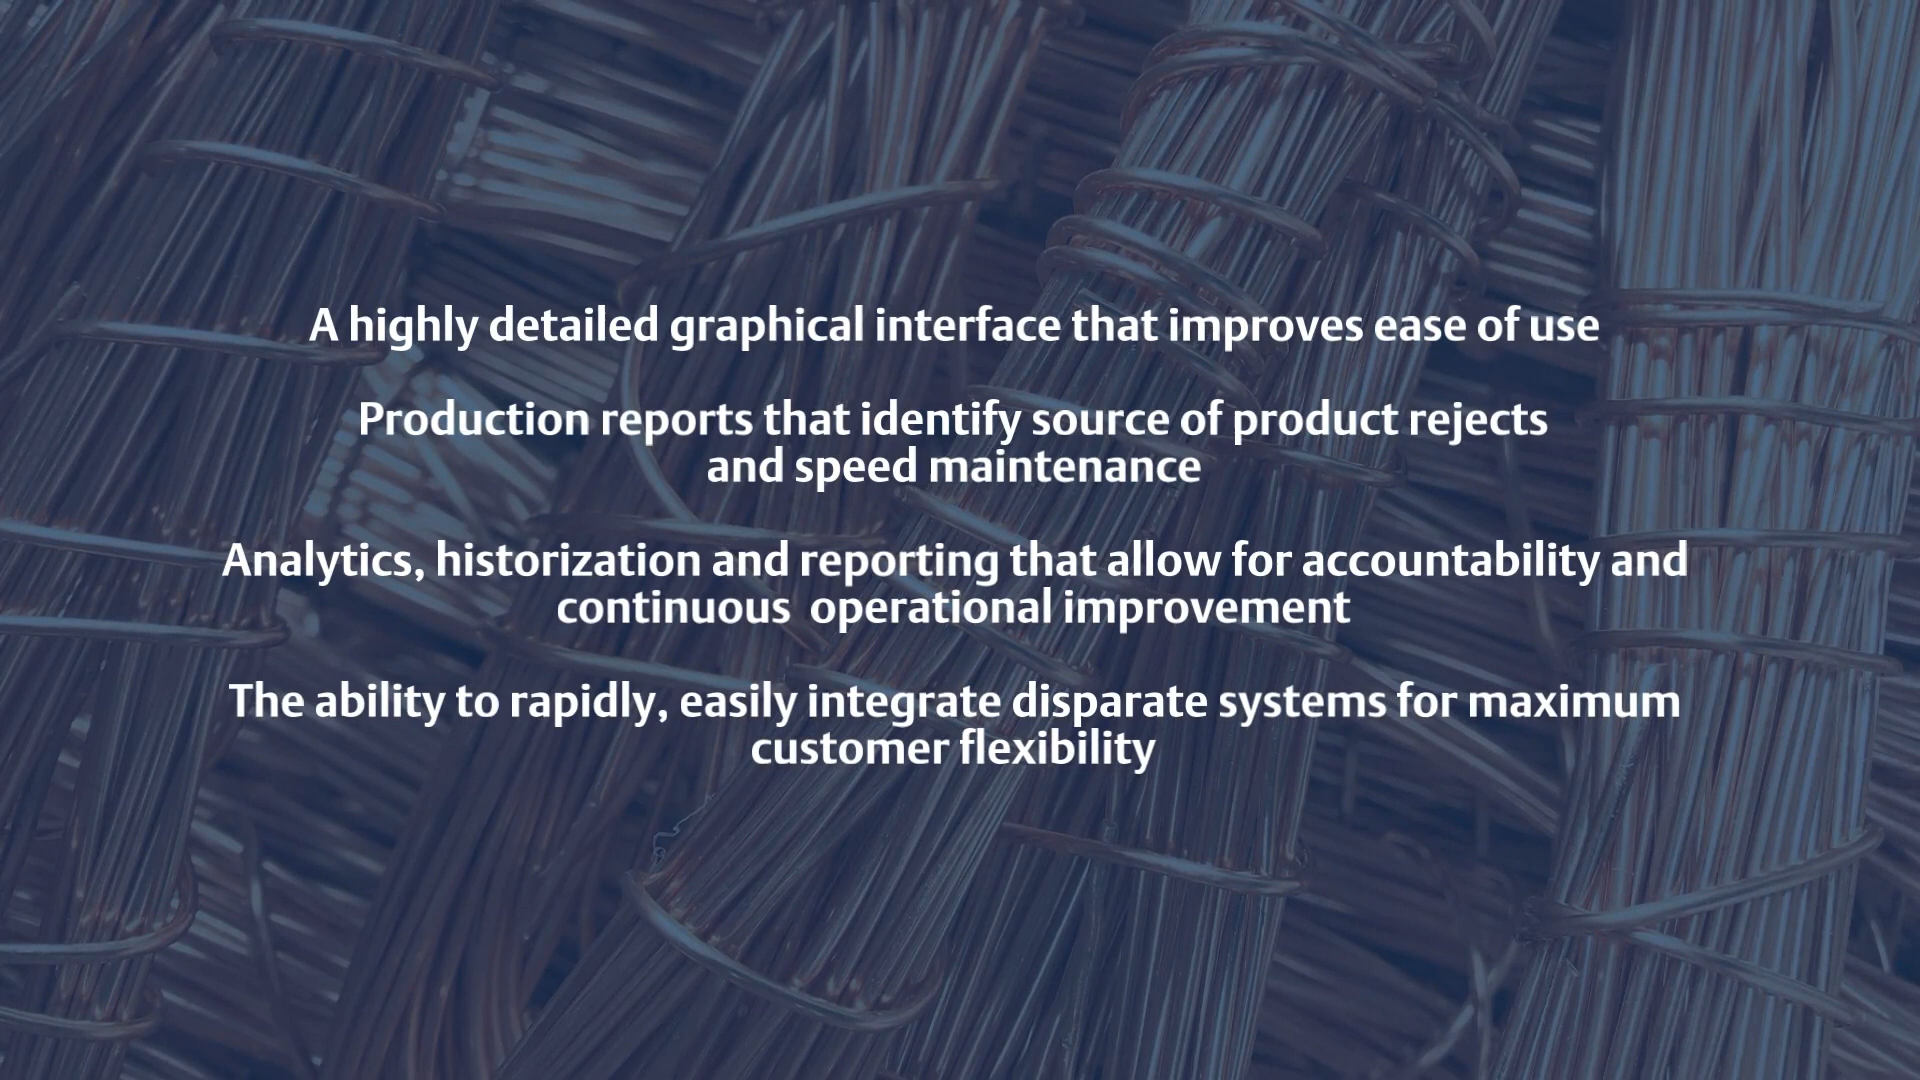 A highly detailed graphical interface that improves ease of use
Production reports that identify source of product rejects
and speed maintenance
Analytics, historization and reporting that allow for accountability and
continuous  operational improvement
The ability to rapidly, easily integrate disparate systems for maximum
customer flexibility